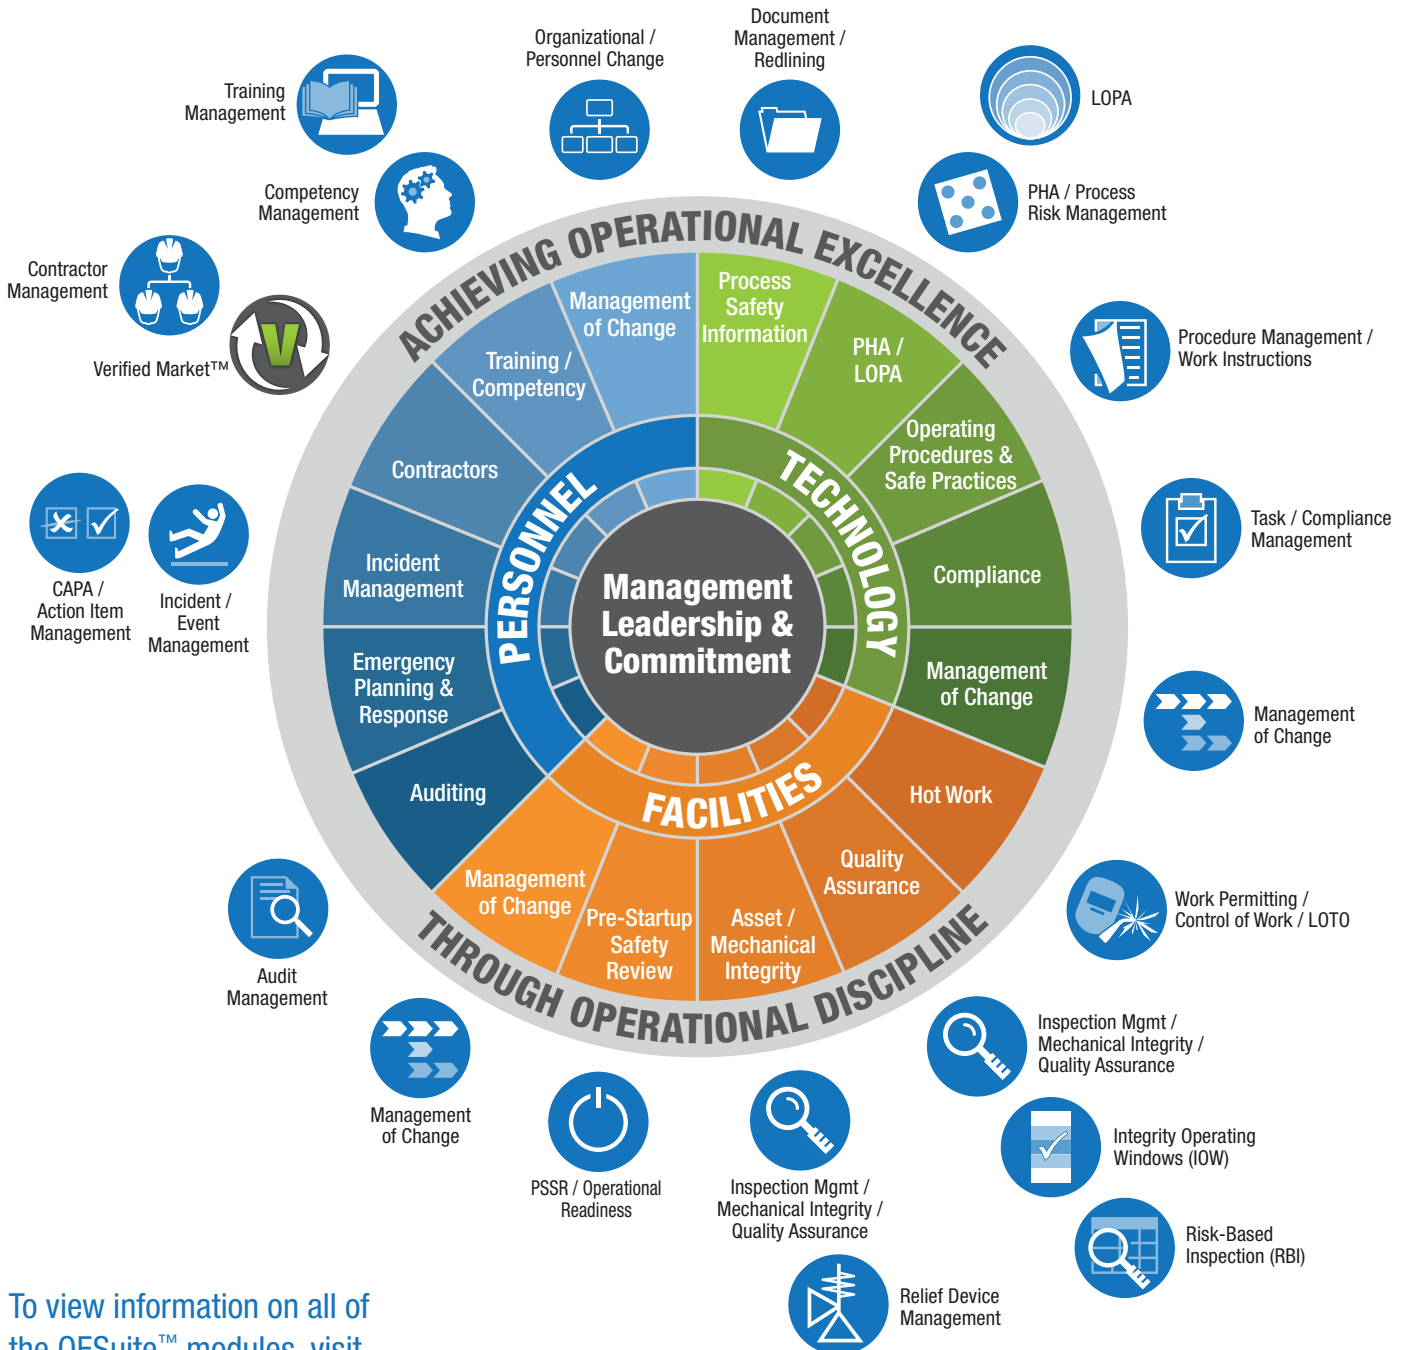 Document
Management /
Redlining
Organizational /
Personnel Change
LOPA
Training
Management
PHA / Process
Risk Management
Competency
Management
Contractor
Management
Verified Market™
V
Procedure Management /
Work Instructions
Task / Compliance
Management
CAPA /
Action Item
Management
Incident /
Event
Management
Management
of Change
Work Permitting /
Control of Work / LOTO
Audit
Management
Management
of Change
PSSR / Operational
Readiness
Inspection Mgmt /
Mechanical Integrity /
Quality Assurance
Inspection Mgmt /
Mechanical Integrity /
Quality Assurance
Integrity Operating
Windows (IOW)
Risk-Based
Inspection (RBI)
Relief Device
Management
ACHIEVING OPERATIONAL EXCELLENCE
THROUGH OPERATIONAL DISCIPLINE
Process
Safety
Information
PHA /
LOPA
Operating
Procedures &
Safe Practices
Compliance
Management
of Change
Hot Work
Quality
Assurance
Asset /
Mechanical
Integrity
Pre-Startup
Safety
Review
Management
of Change
Auditing
Emergency
Planning &
Response
Incident
Management
Contractors
Training /
Competency
Management
of Change
PERSONNEL
TECHNOLOGY
FACILITIES
Management
Leadership &
Commitment
To view information on all of
the OESuite™ modules, visit